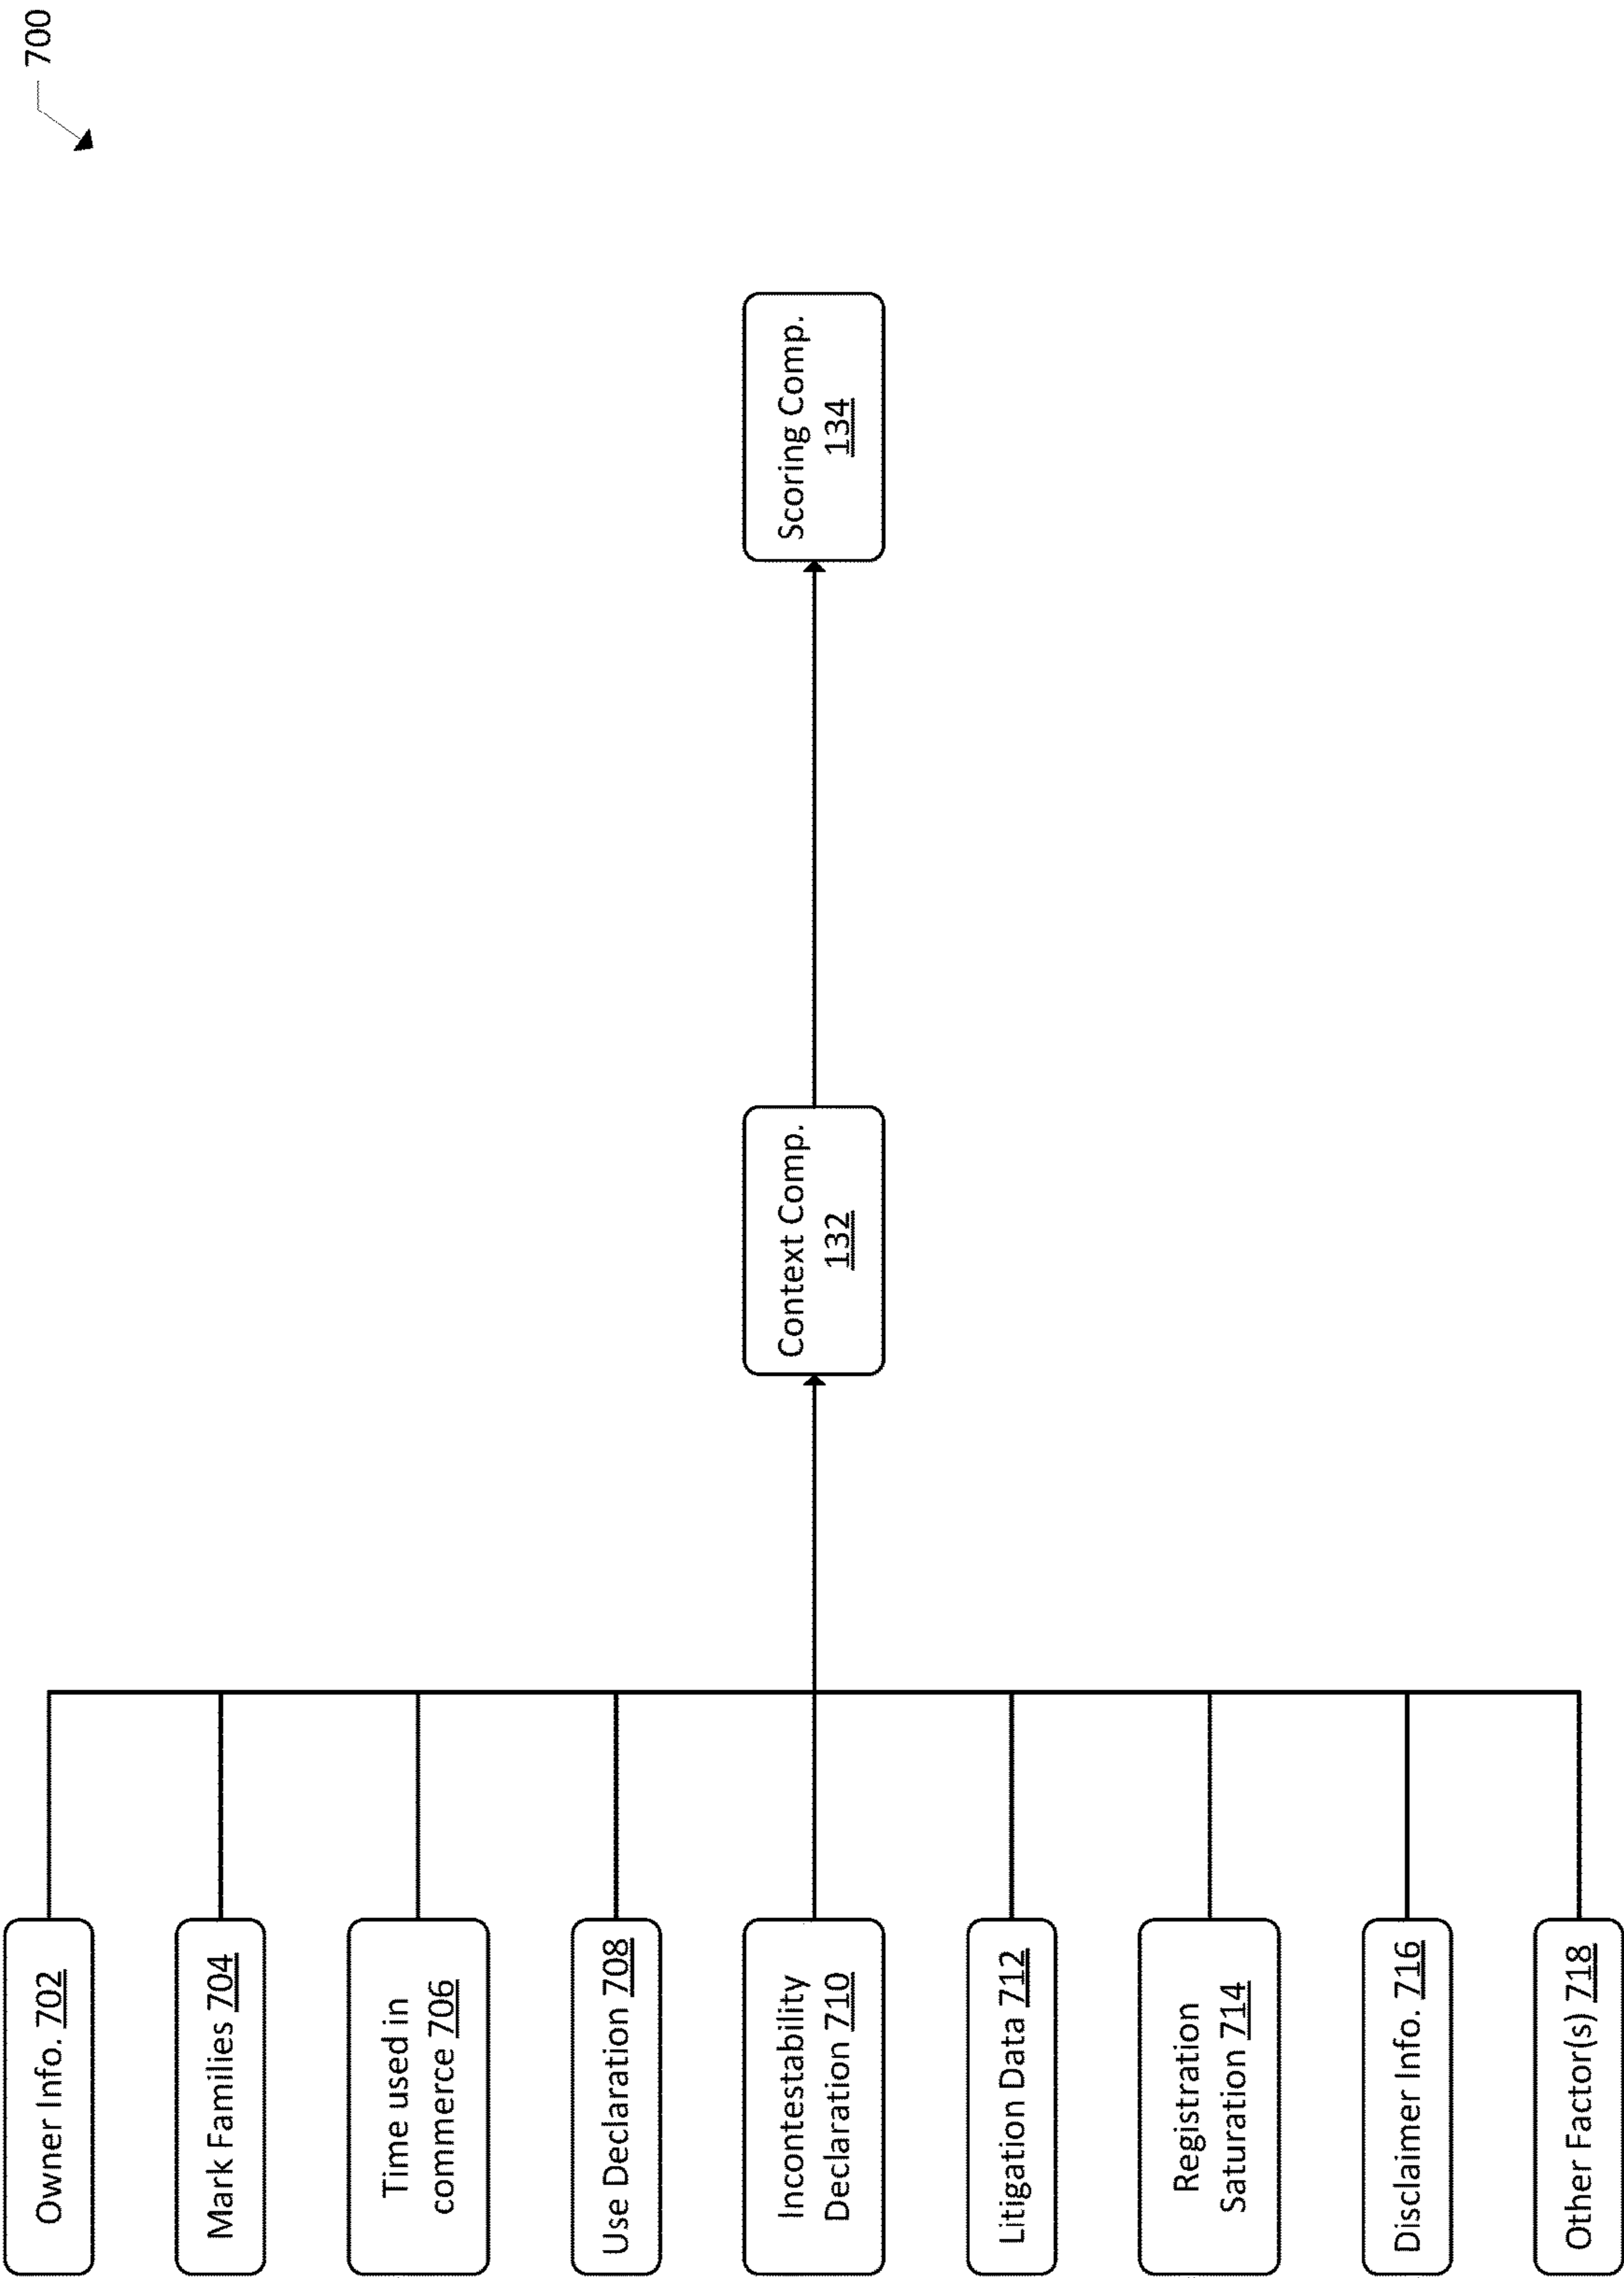 700
Owner Info. 702
Mark Families 704
Time used in
commerce 706
Use Declaration 708
Incontestability
Declaration 710
Litigation Data 712
Registration
Saturation 714
Disclaimer Info. 716
Other Factor(s) 718
Context Comp.
132
Scoring Comp.
134